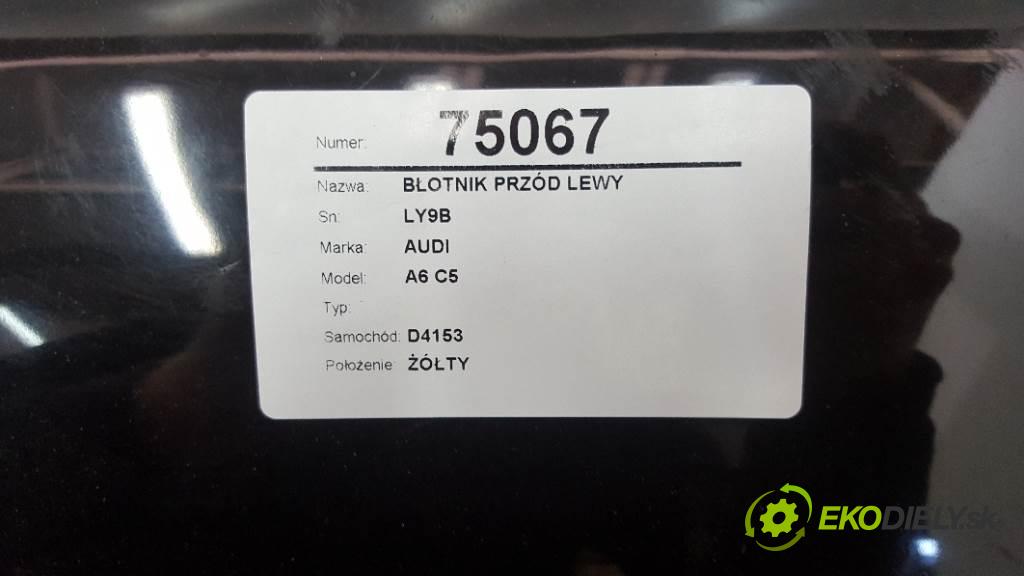 Numer: 75067
Nazwa: BŁOTNIK PRZÓD LEWY
Sn: LY9B
Marka: AUDI
Model: A6 C5
Typ:
Samochód: D4153
Położenie: ŻÓŁTY
EKODIELY.sk